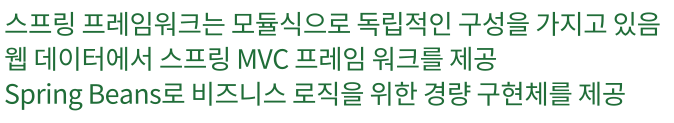 스프링 프레임워크는 모듈식으로 독립적인 구성을 가지고 있음
웹 데이터에서 스프링 MVC 프레임 워크를 제공
Spring Beans로 비즈니스 로직을 위한 경량 구현체를 제공